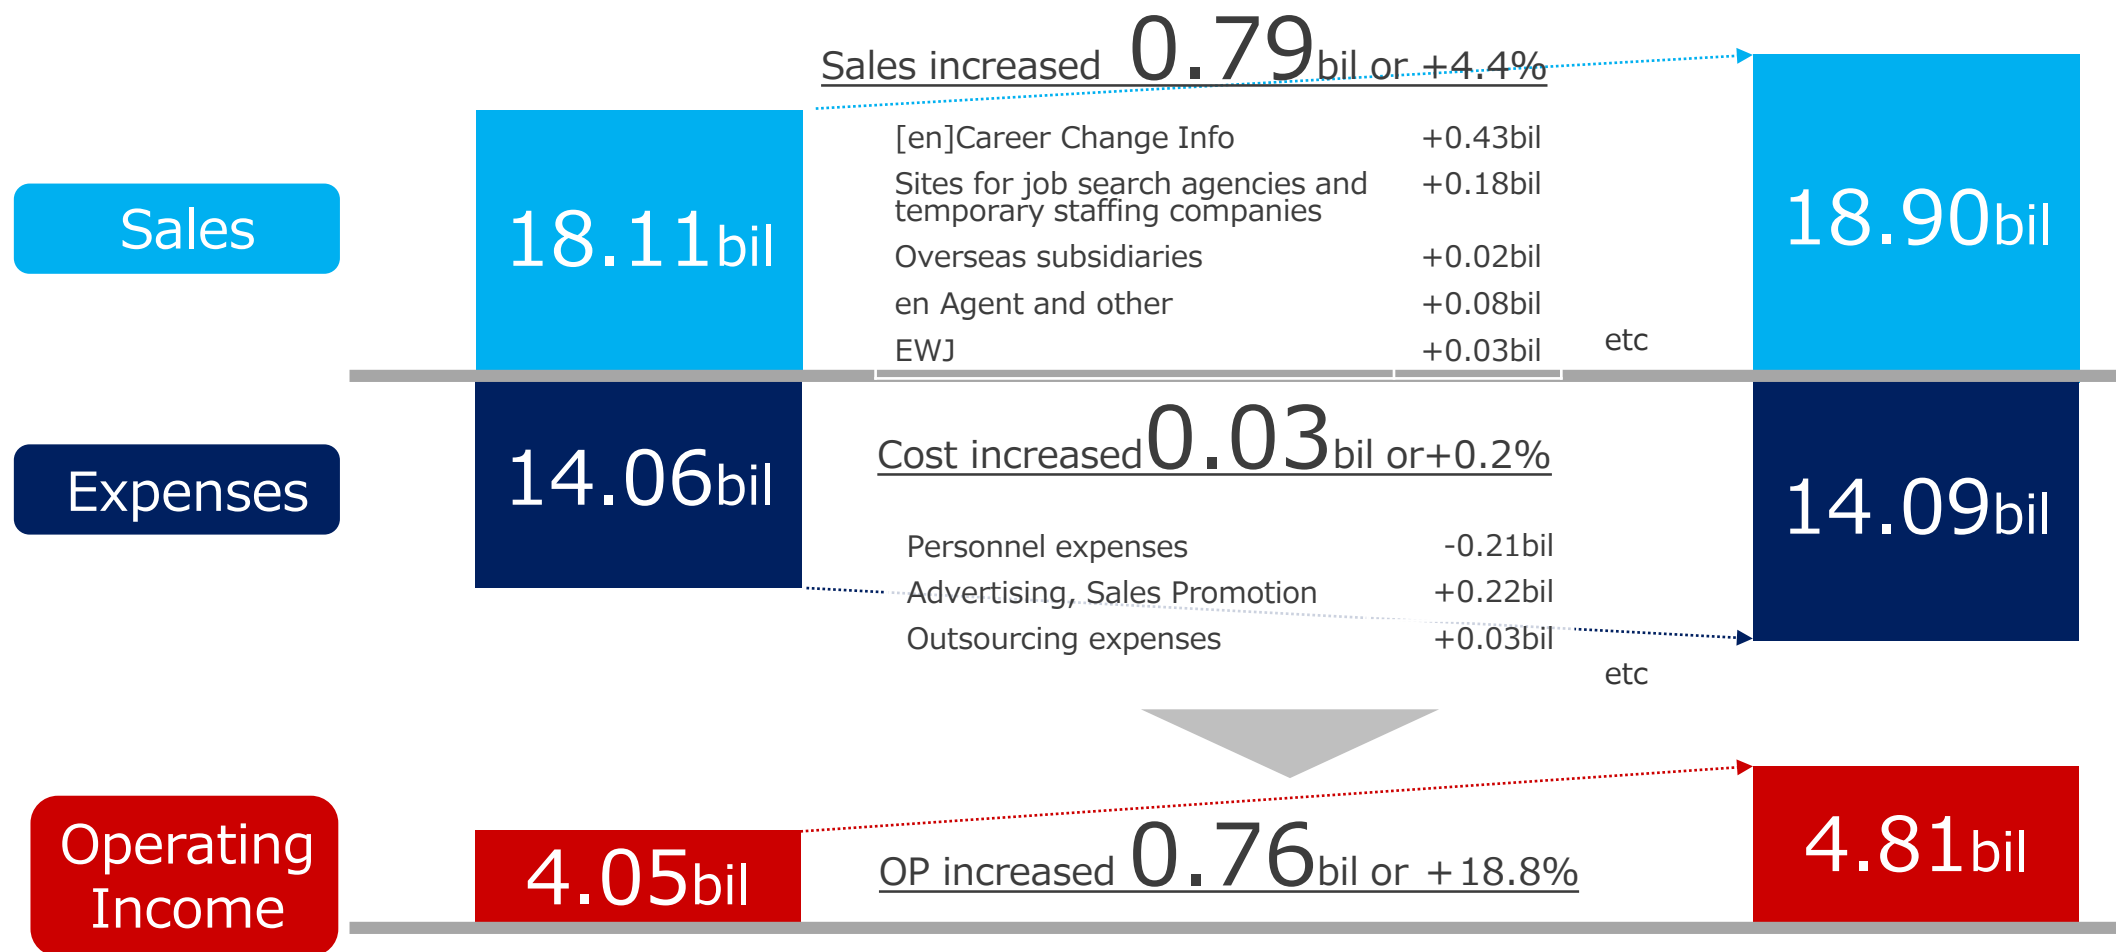 Sales increased 0.79bil or +4.4%
Sales
18.11bil
[en]Career Change Info +0.43bil
Sites for job search agencies and +0.18bil
temporary staffing companies
Overseas subsidiaries +0.02bil
en Agent and other +0.08bil
EWJ +0.03bil
etc
18.90bil
Expenses
14.06bil
Cost increased0.03bil or+0.2%
Personnel expenses -0.21bil
Advertising, Sales Promotion +0.22bil
Outsourcing expenses +0.03bil
etc
14.09bil
Operating
Income
4.05bil
OP increased 0.76bil or +18.8%
4.81bil